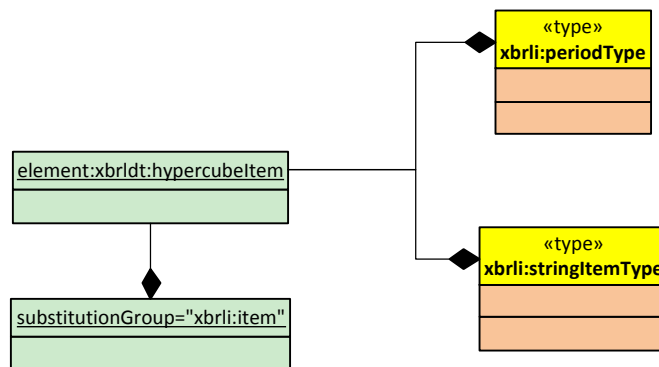 «type»
xbrli:periodType
element:xbrldt:hypercubeItem
«type»
xbrli:stringItemType
substitutionGroup="xbrli:item"